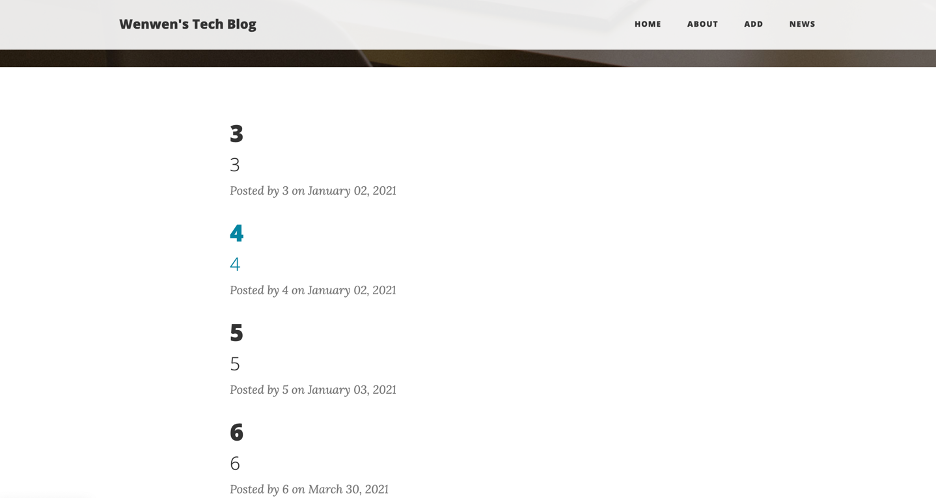 Wenwen's Tech Blog
HOME ABOUT ADD NEWS
3
3
Posted by 3 on January 02, 2021
4
4
Posted by 4 on January 02, 2021
5
5
Posted by 5 on January 03, 2021
6
6
Posted by 6 on March 30, 2021